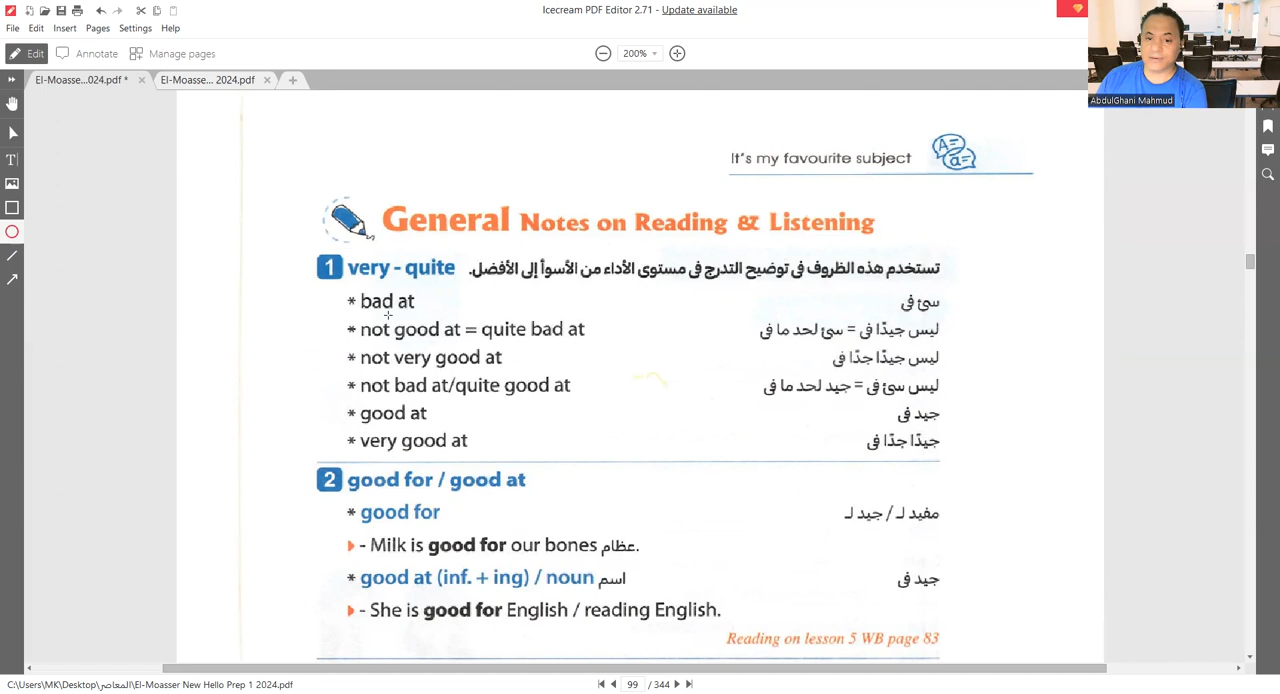 Icecream PDF Editor 2.71 - Update available
File Edit Insert Pages Settings Help
Edit Annotate Manage pages 200%
AbdulGhani Mahmud
El-Moasse...024.pdf * El-Moasse... 2024.pdf
It's my favourite subject A= a=
General Notes on Reading & Listening
1 very - quite تستخدم هذه الظروف فى توضيح التدرج فى مستوى الأداء من الأسوأ إلى الأفضل.
* bad at سئ فى
* not good at = quite bad at ليس جيدًا فى = سئ لحد ما فى
* not very good at ليس جيدًا جدًا فى
* not bad at/quite good at ليس سئ فى = جيد لحد ما فى
* good at جيد فى
* very good at جيدًا جدًا فى
2 good for / good at
* good for مفيد لـ / جيد لـ
- Milk is good for our bones عظام.
* good at (inf. + ing) / noun اسم جيد فى
- She is good for English / reading English.
Reading on lesson 5 WB page 83
C:\Users\MK\Desktop\المعاصر\El-Moasser New Hello Prep 1 2024.pdf 99 / 344